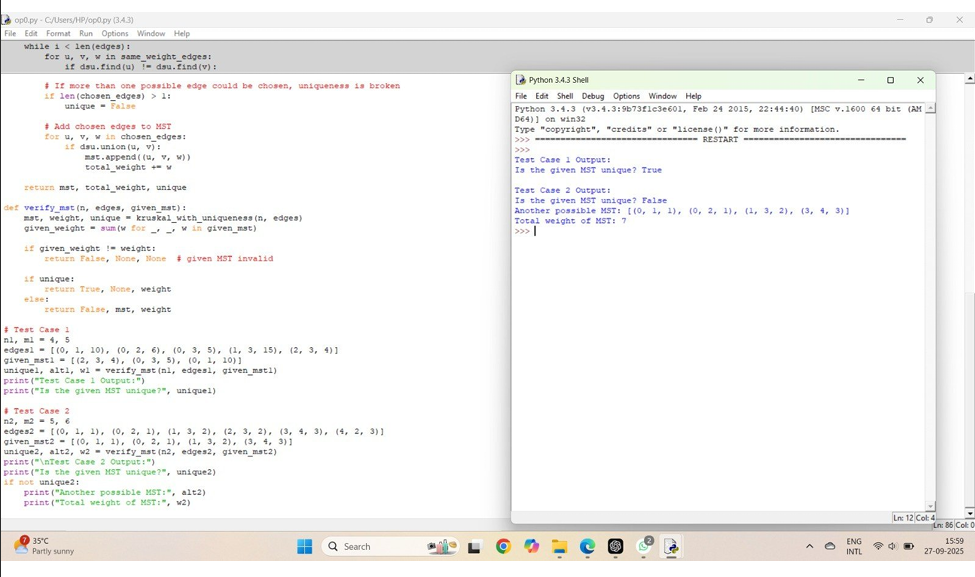 op0.py - C:/Users/HP/op0.py (3.4.3)
File Edit Format Run Options Window Help
while i < len(edges):
for u, v, w in same_weight_edges:
if dsu.find(u) != dsu.find(v):
# If more than one possible edge could be chosen, uniqueness is broken
if len(chosen_edges) > 1:
unique = False
# Add chosen edges to MST
for u, v, w in chosen_edges:
if dsu.union(u, v):
mst.append((u, v, w))
total_weight += w
return mst, total_weight, unique
def verify_mst(n, edges, given_mst):
mst, weight, unique = kruskal_with_uniqueness(n, edges)
given_weight = sum(w for _, _, w in given_mst)
if given_weight != weight:
return False, None, None # given MST invalid
if unique:
return True, None, weight
else:
return False, mst, weight
# Test Case 1
n1, m1 = 4, 5
edges1 = [(0, 1, 10), (0, 2, 6), (0, 3, 5), (1, 3, 15), (2, 3, 4)]
given_mst1 = [(2, 3, 4), (0, 3, 5), (0, 1, 10)]
unique1, alt1, w1 = verify_mst(n1, edges1, given_mst1)
print("Test Case 1 Output:")
print("Is the given MST unique?", unique1)
# Test Case 2
n2, m2 = 5, 6
edges2 = [(0, 1, 1), (0, 2, 1), (1, 3, 2), (2, 3, 2), (3, 4, 3), (4, 2, 3)]
given_mst2 = [(0, 1, 1), (0, 2, 1), (1, 3, 2), (3, 4, 3)]
unique2, alt2, w2 = verify_mst(n2, edges2, given_mst2)
print("\nTest Case 2 Output:")
print("Is the given MST unique?", unique2)
if not unique2:
print("Another possible MST:", alt2)
print("Total weight of MST:", w2)
Python 3.4.3 Shell
File Edit Shell Debug Options Window Help
Python 3.4.3 (v3.4.3:9b73f1c3e601, Feb 24 2015, 22:44:40) [MSC v.1600 64 bit (AM
D64)] on win32
Type "copyright", "credits" or "license()" for more information.
>>> ================================ RESTART ================================
>>>
Test Case 1 Output:
Is the given MST unique? True
Test Case 2 Output:
Is the given MST unique? False
Another possible MST: [(0, 1, 1), (0, 2, 1), (1, 3, 2), (3, 4, 3)]
Total weight of MST: 7
>>>
Ln: 12 Col: 4
Ln: 86 Col: 0
7
35°C
Partly sunny
Search
2
ENG
INTL
15:59
27-09-2025